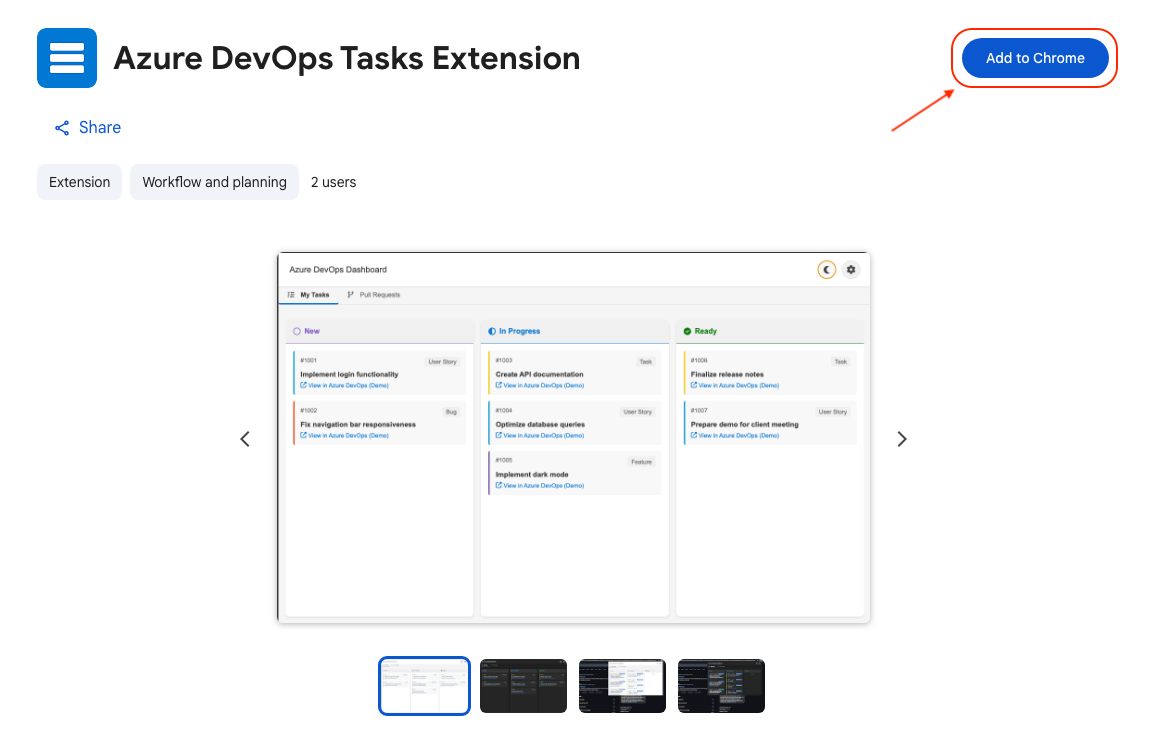 Azure DevOps Tasks Extension
Add to Chrome
Share
Extension
Workflow and planning
2 users
Azure DevOps Dashboard
My Tasks
Pull Requests
New
#1001
User Story
Implement login functionality
View in Azure DevOps (Demo)
#1002
Bug
Fix navigation bar responsiveness
View in Azure DevOps (Demo)
In Progress
#1003
Task
Create API documentation
View in Azure DevOps (Demo)
#1004
User Story
Optimize database queries
View in Azure DevOps (Demo)
#1005
Feature
Implement dark mode
View in Azure DevOps (Demo)
Ready
#1006
Task
Finalize release notes
View in Azure DevOps (Demo)
#1007
User Story
Prepare demo for client meeting
View in Azure DevOps (Demo)